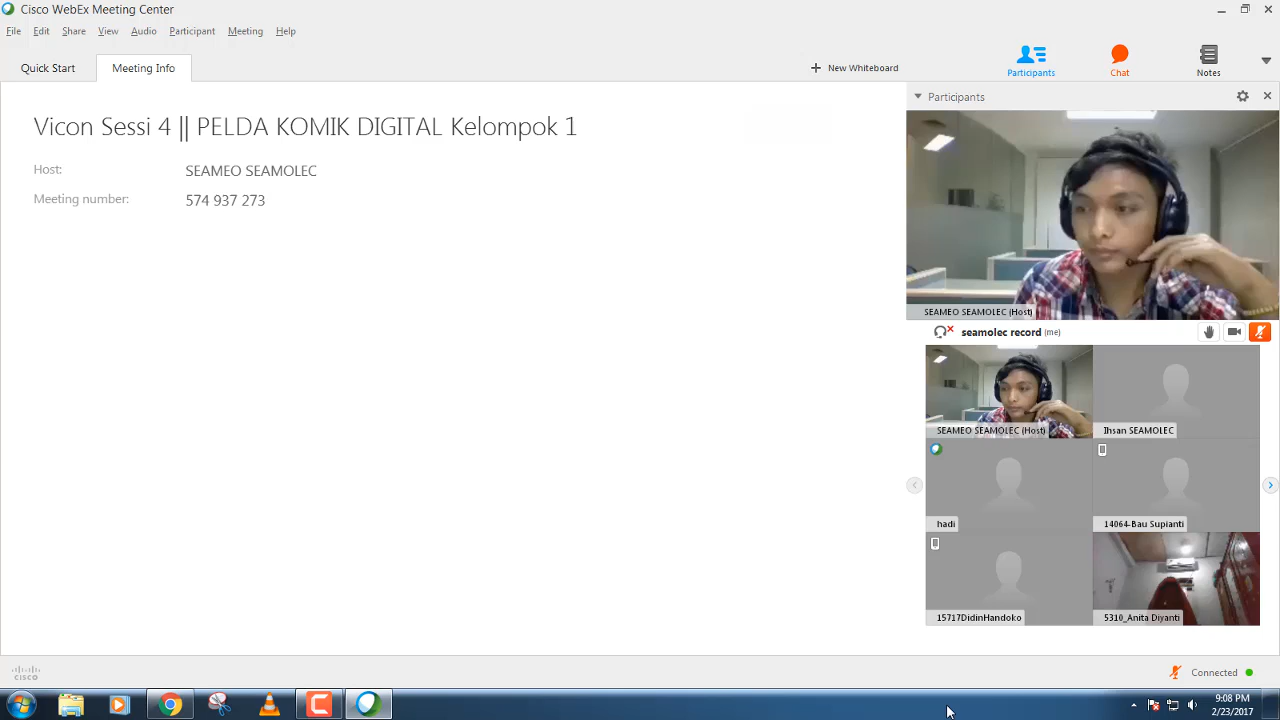 Cisco WebEx Meeting Center
File Edit Share View Audio Participant Meeting Help
Quick Start Meeting Info
New Whiteboard
Participants Chat Notes
Participants
Vicon Sessi 4 || PELDA KOMIK DIGITAL Kelompok 1
Host: SEAMEO SEAMOLEC
Meeting number: 574 937 273
SEAMEO SEAMOLEC (Host)
seamolec record (me)
SEAMEO SEAMOLEC (Host)
Ihsan SEAMOLEC
hadi
14064-Bau Supianti
15717DidinHandoko
5310_Anita Diyanti
cisco
Connected
9:08 PM
2/23/2017